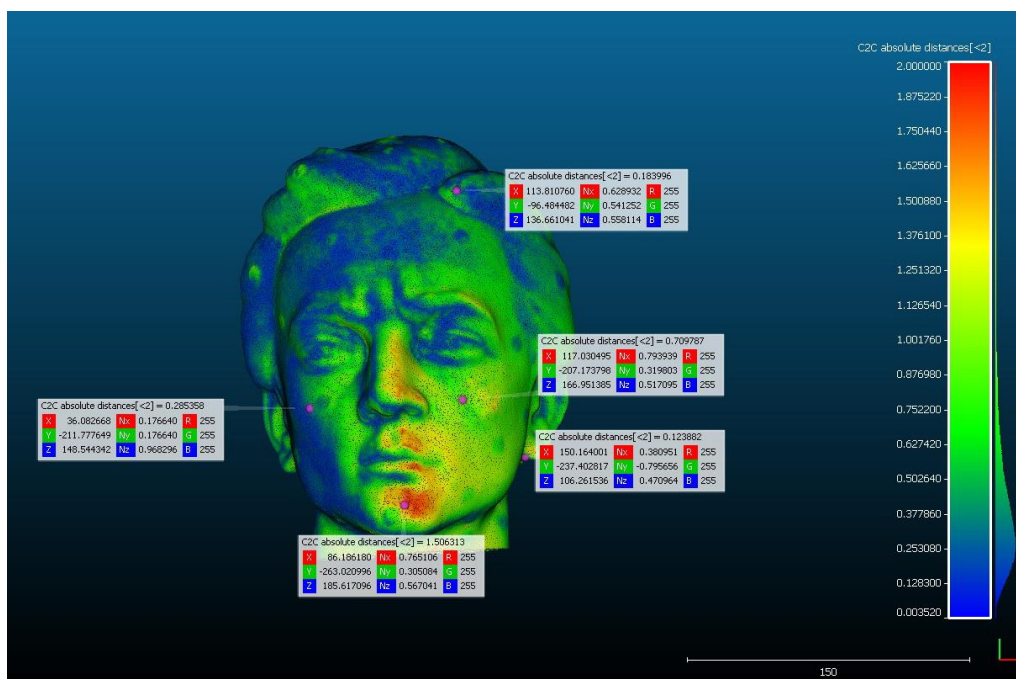 C2C absolute distances[<2]
2.000000
1.875220
1.750440
1.625660
1.500880
1.376100
1.251320
1.126540
1.001760
0.876980
0.752200
0.627420
0.502640
0.377860
0.253080
0.128300
0.003520
C2C absolute distances[<2] = 0.183996
X 113.810760 Nx 0.628932 R 255
Y -96.484482 Ny 0.541252 G 255
Z 136.661041 Nz 0.558114 B 255
C2C absolute distances[<2] = 0.709787
X 117.030495 Nx 0.793939 R 255
Y -207.173798 Ny 0.319803 G 255
Z 166.951385 Nz 0.517095 B 255
C2C absolute distances[<2] = 0.285358
X 36.082668 Nx 0.176640 R 255
Y -211.777649 Ny 0.176640 G 255
Z 148.544342 Nz 0.968296 B 255
C2C absolute distances[<2] = 0.123882
X 150.164001 Nx 0.380951 R 255
Y -237.402817 Ny -0.795656 G 255
Z 106.261536 Nz 0.470964 B 255
C2C absolute distances[<2] = 1.506313
X 86.186180 Nx 0.765106 R 255
Y -263.020996 Ny 0.305084 G 255
Z 185.617096 Nz 0.567041 B 255
150